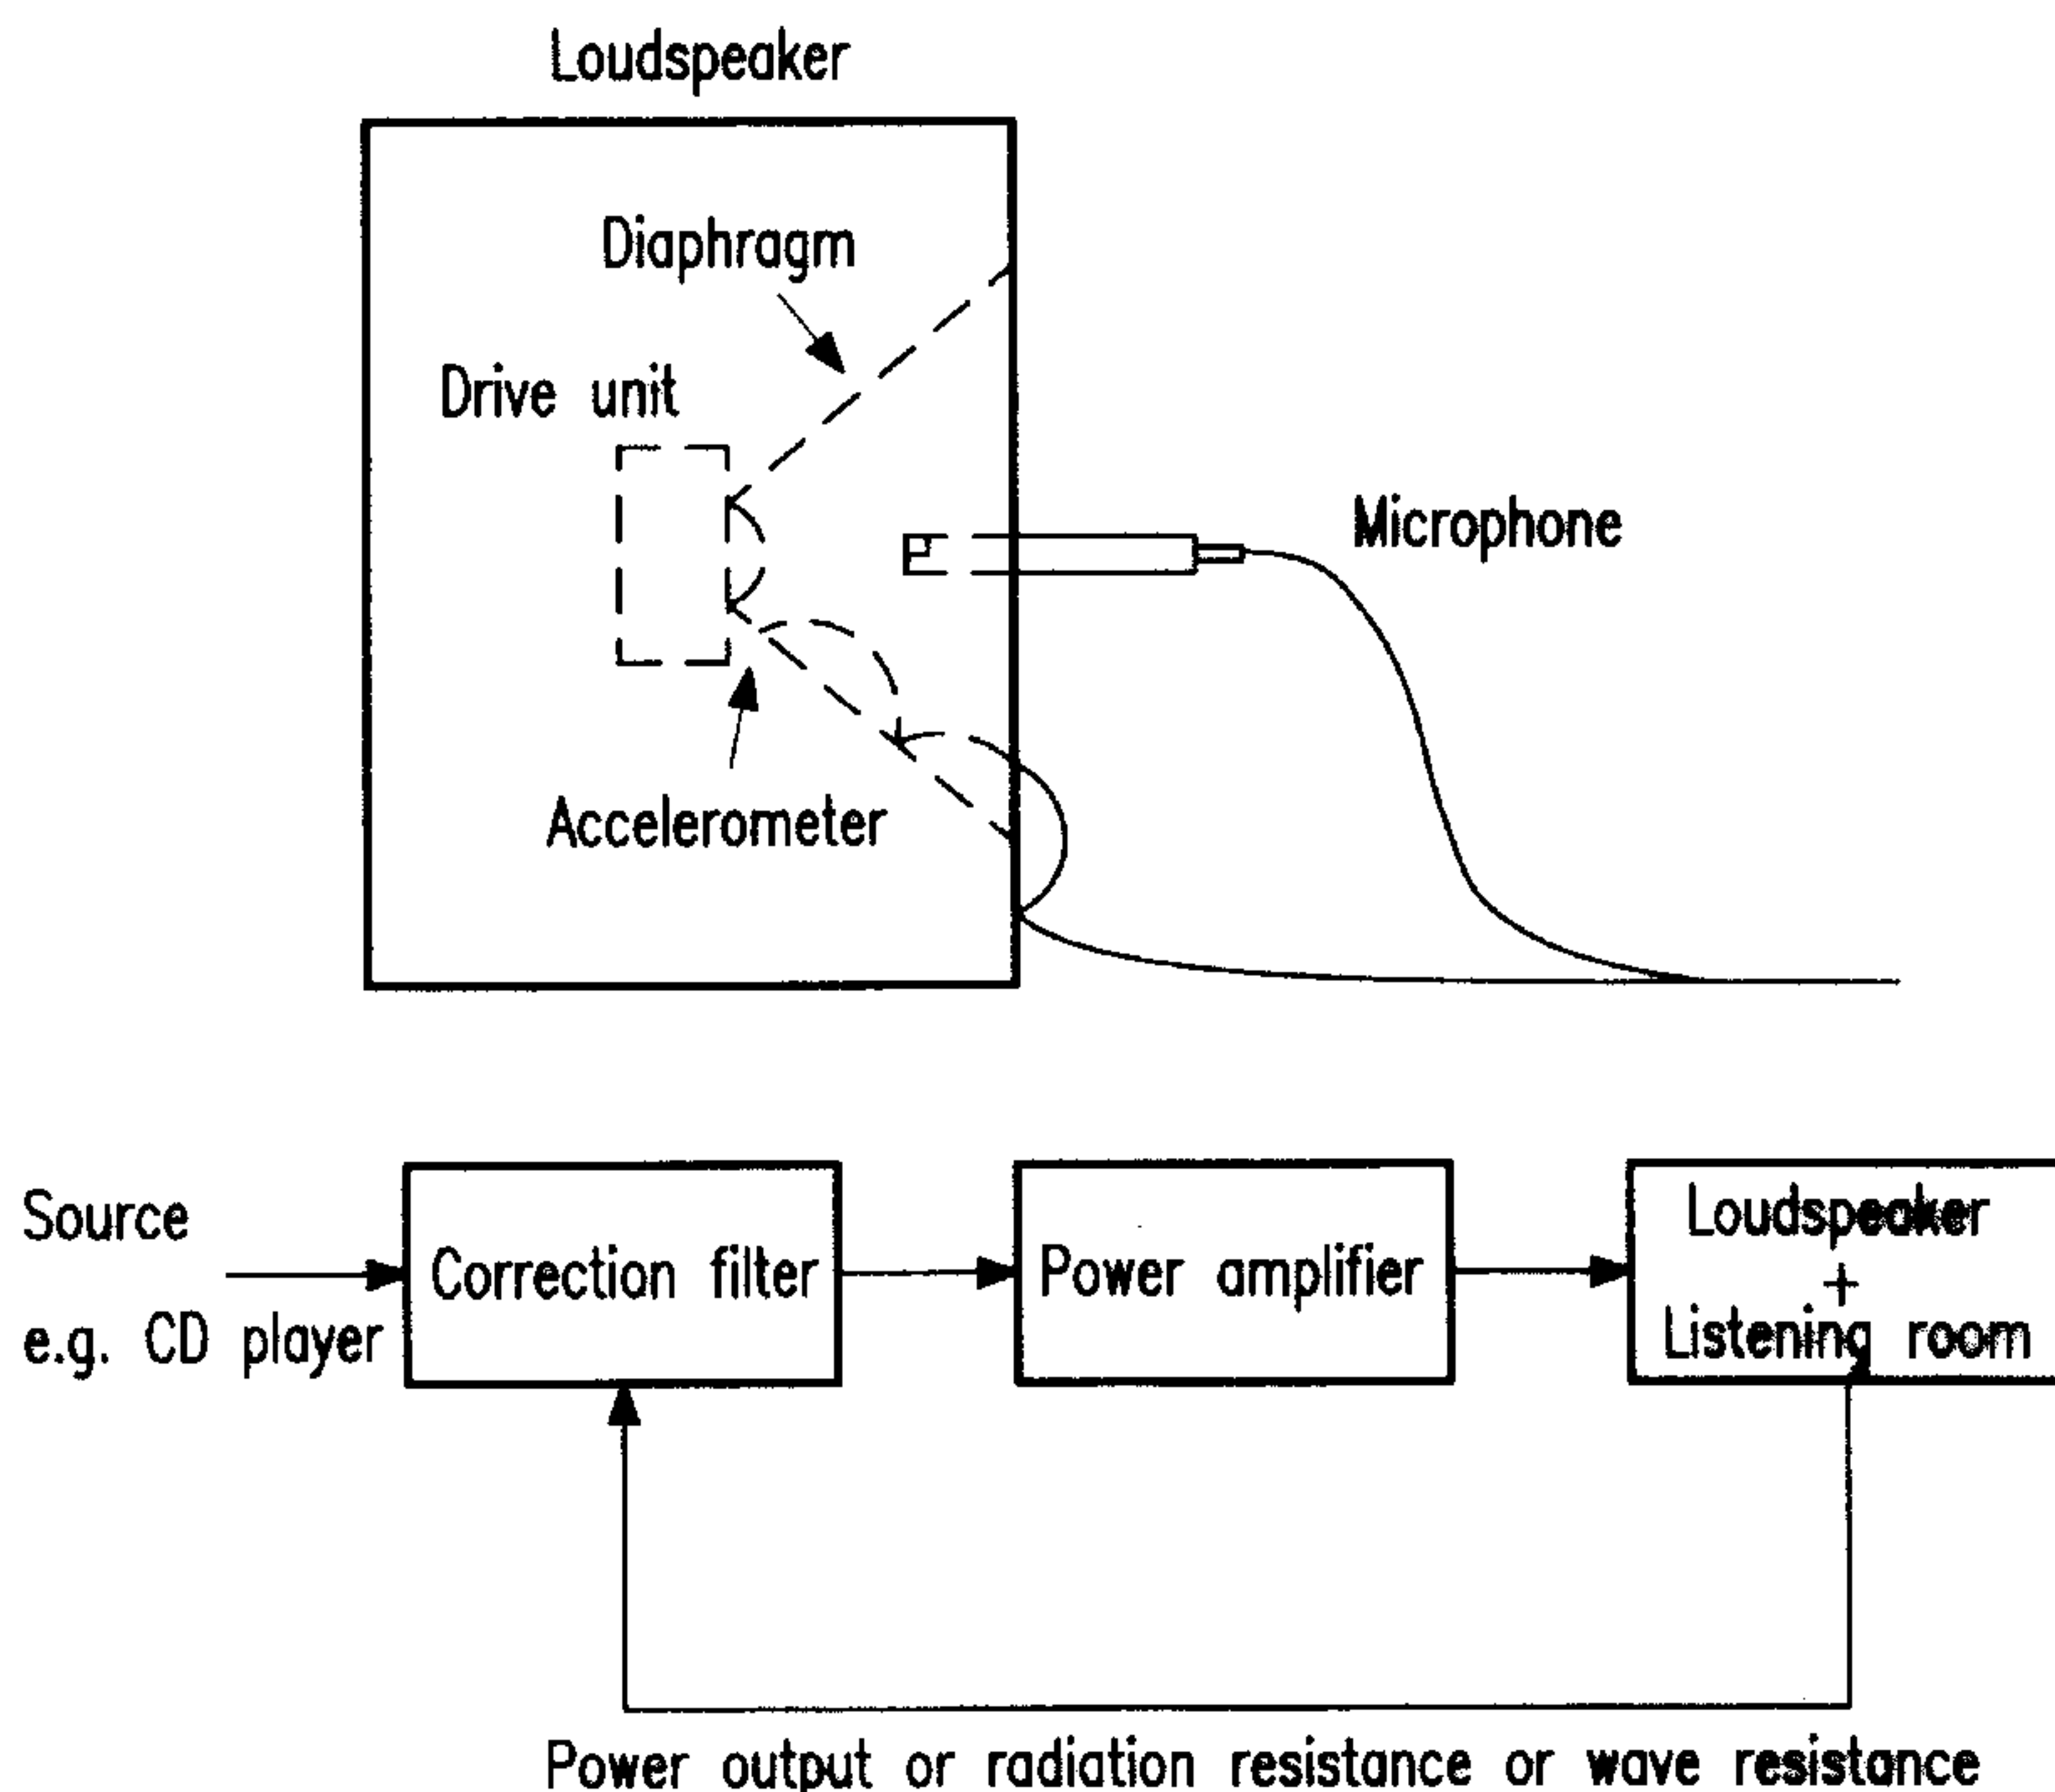 Loudspeaker
Diaphragm
Drive unit
Microphone
Accelerometer
Source
e.g. CD player
Correction filter
Power amplifier
Loudspeaker
+
Listening room
Power output or radiation resistance or wave resistance